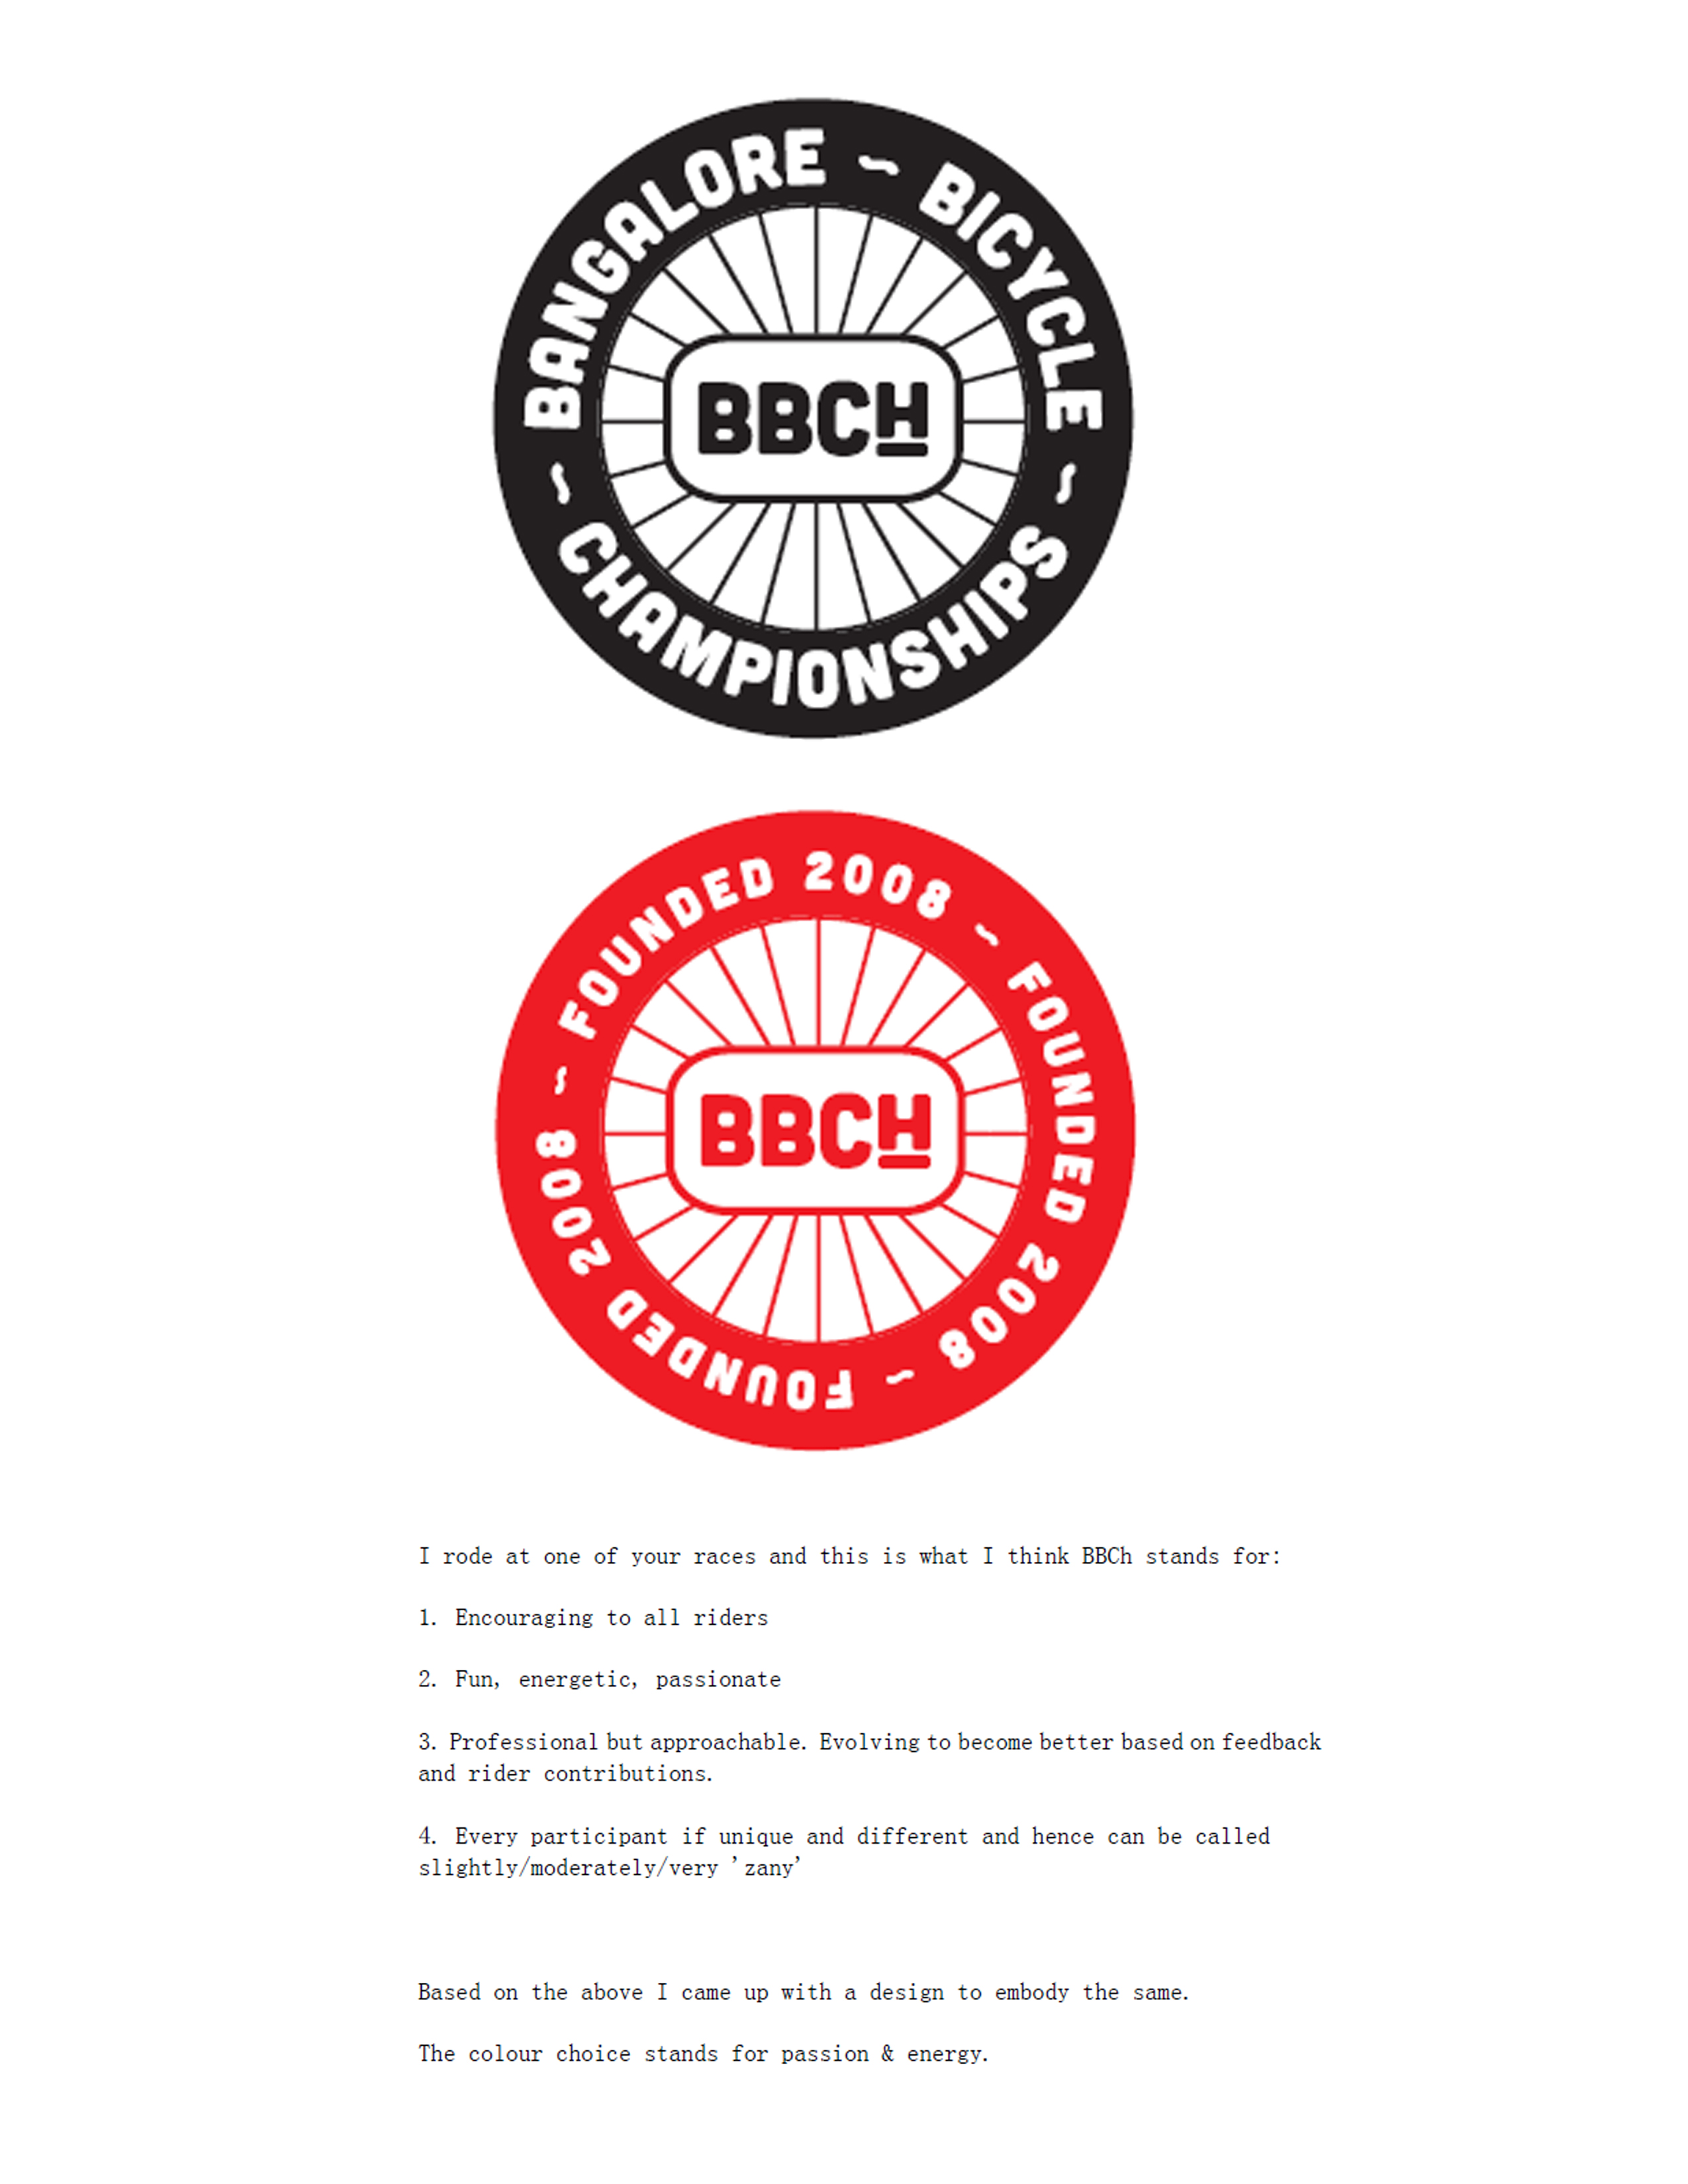 BANGALORE ~ BICYCLE ~ CHAMPIONSHIPS ~
BBCH
FOUNDED 2008 ~ FOUNDED 2008 ~ FOUNDED 2008 ~
BBCH
I rode at one of your races and this is what I think BBCh stands for:
1. Encouraging to all riders
2. Fun, energetic, passionate
3. Professional but approachable. Evolving to become better based on feedback
and rider contributions.
4. Every participant if unique and different and hence can be called
slightly/moderately/very 'zany'
Based on the above I came up with a design to embody the same.
The colour choice stands for passion & energy.